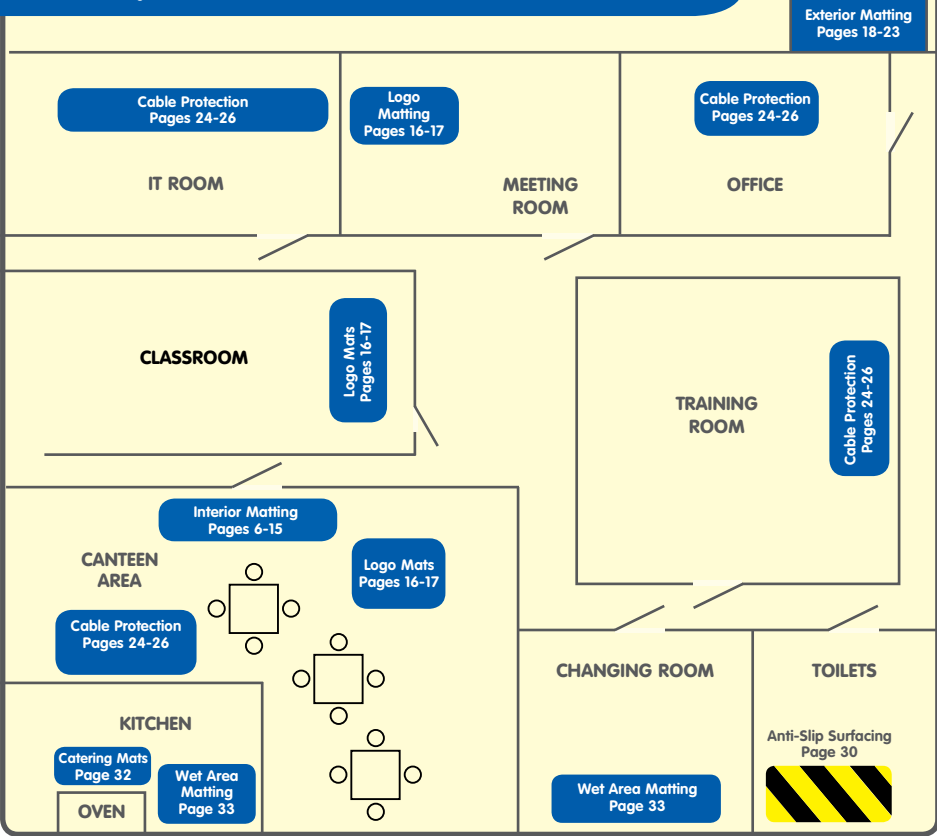 Exterior Matting
Pages 18-23
Cable Protection
Pages 24-26
IT ROOM
Logo
Matting
Pages 16-17
MEETING
ROOM
Cable Protection
Pages 24-26
OFFICE
CLASSROOM
Logo Mats
Pages 16-17
TRAINING
ROOM
Cable Protection
Pages 24-26
Interior Matting
Pages 6-15
CANTEEN
AREA
Logo Mats
Pages 16-17
Cable Protection
Pages 24-26
KITCHEN
Catering Mats
Page 32
OVEN
Wet Area
Matting
Page 33
CHANGING ROOM
Wet Area Matting
Page 33
TOILETS
Anti-Slip Surfacing
Page 30